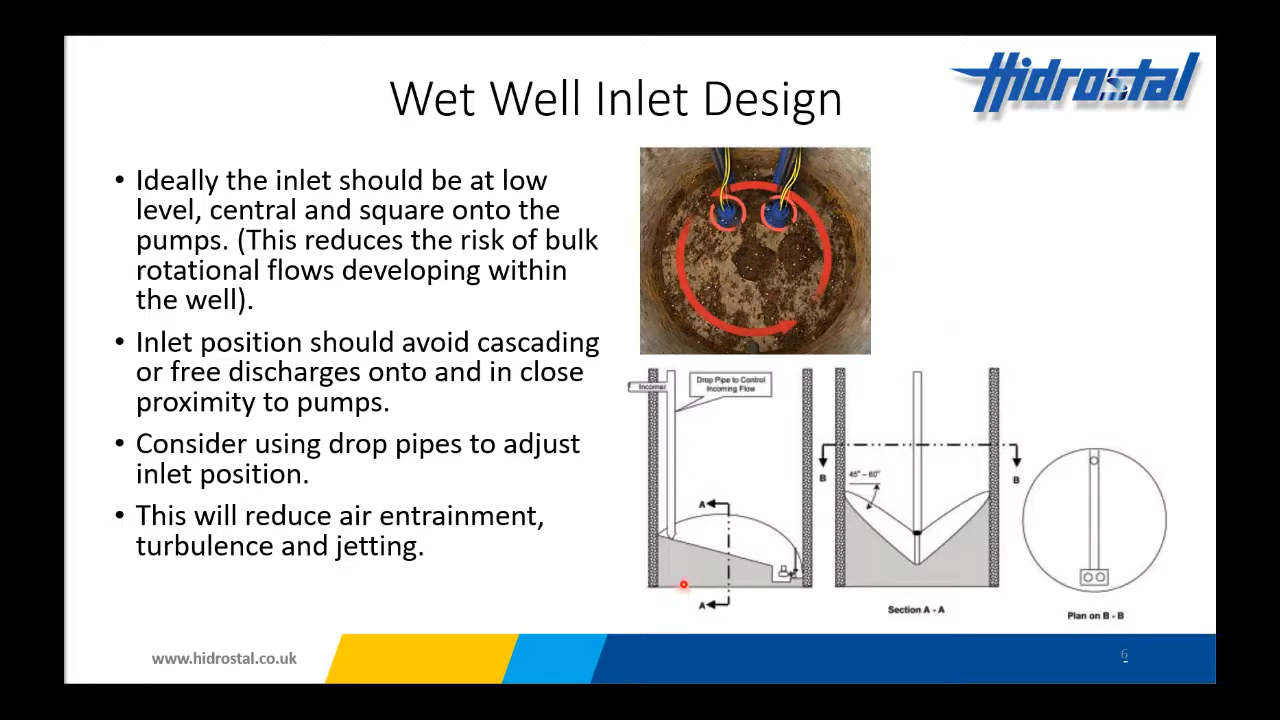 Wet Well Inlet Design
Hidrostal
• Ideally the inlet should be at low
level, central and square onto the
pumps. (This reduces the risk of bulk
rotational flows developing within
the well).
• Inlet position should avoid cascading
or free discharges onto and in close
proximity to pumps.
• Consider using drop pipes to adjust
inlet position.
• This will reduce air entrainment,
turbulence and jetting.
Incomer
Drop Pipe to Control
Incoming Flow
A
A
B
B
45° – 60°
Section A - A
Plan on B - B
www.hidrostal.co.uk
6